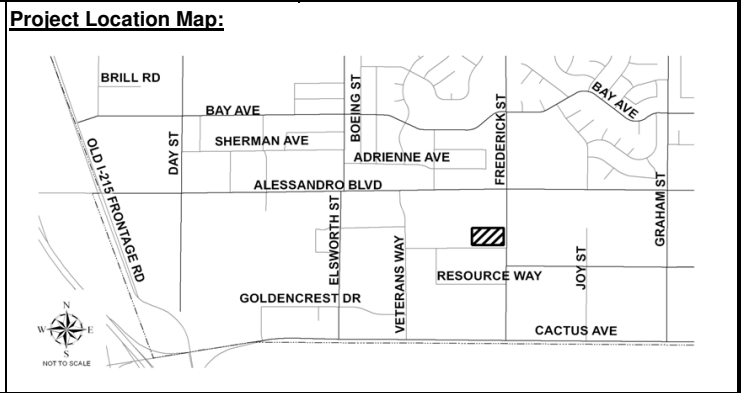 Project Location Map:
BRILL RD
BAY AVE
BOEING ST
BAY AVE
DAY ST
SHERMAN AVE
FREDERICK ST
ADRIENNE AVE
OLD I-215 FRONTAGE RD
ALESSANDRO BLVD
GRAHAM ST
ELSWORTH ST
VETERANS WAY
RESOURCE WAY
JOY ST
GOLDENCREST DR
CACTUS AVE
N
W E
S
NOT TO SCALE